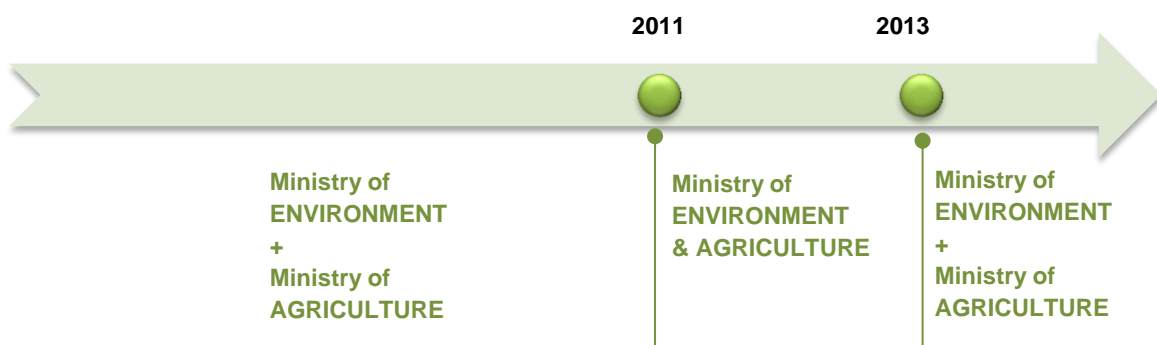 2011
2013
Ministry of
ENVIRONMENT
+
Ministry of
AGRICULTURE
Ministry of
ENVIRONMENT
& AGRICULTURE
Ministry of
ENVIRONMENT
+
Ministry of
AGRICULTURE